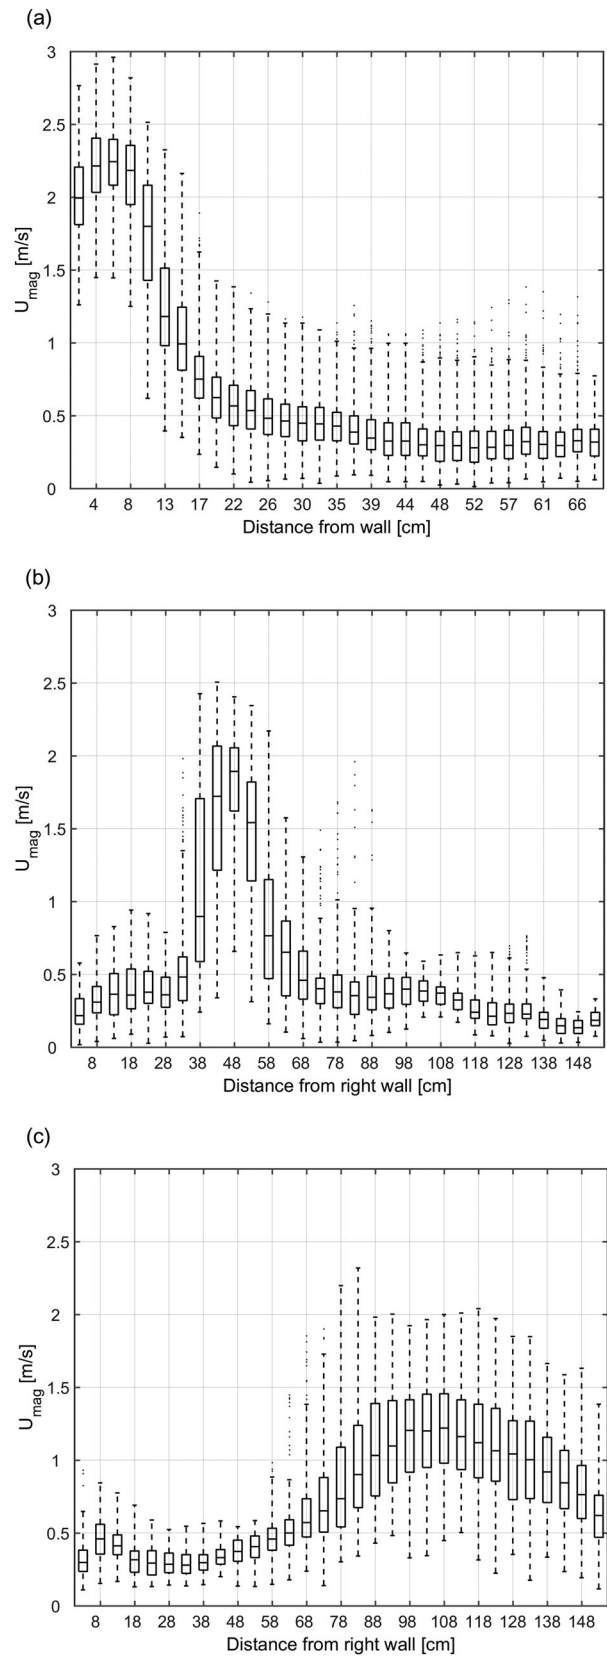 (a)
3
2.5
2
1.5
1
0.5
0
U_mag [m/s]
4 8 13 17 22 26 30 35 39 44 48 52 57 61 66
Distance from wall [cm]
(b)
3
2.5
2
1.5
1
0.5
0
U_mag [m/s]
8 18 28 38 48 58 68 78 88 98 108 118 128 138 148
Distance from right wall [cm]
(c)
3
2.5
2
1.5
1
0.5
0
U_mag [m/s]
8 18 28 38 48 58 68 78 88 98 108 118 128 138 148
Distance from right wall [cm]